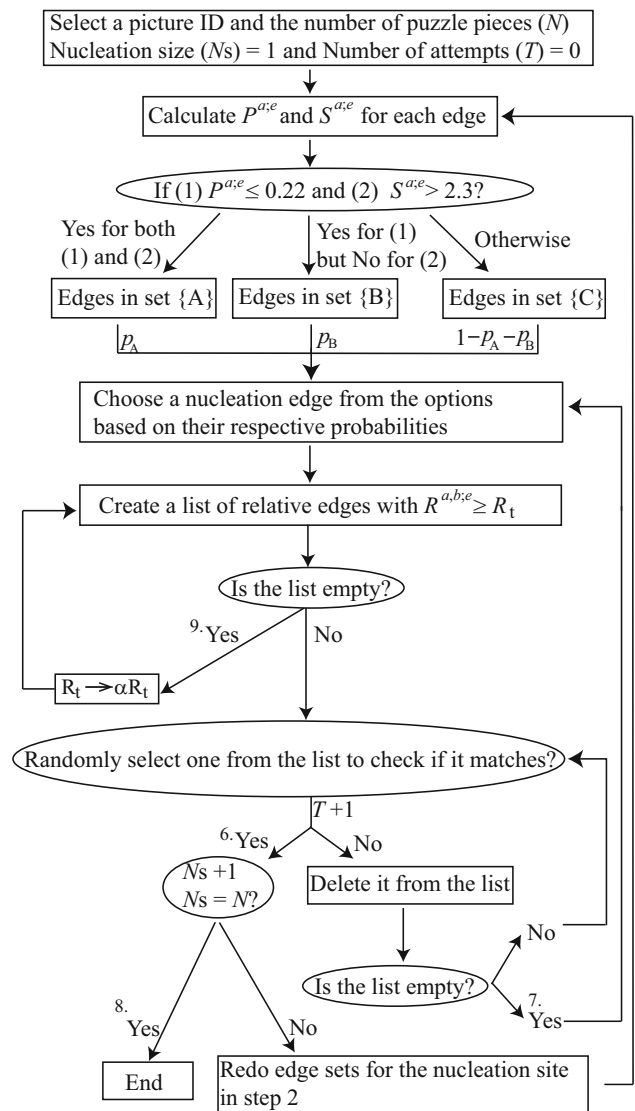 Select a picture ID and the number of puzzle pieces (N)
Nucleation size (Ns) = 1 and Number of attempts (T) = 0
Calculate P^{a;e} and S^{a;e} for each edge
If (1) P^{a;e} ≤ 0.22 and (2) S^{a;e} > 2.3?
Yes for both
(1) and (2)
Yes for (1)
but No for (2)
Otherwise
Edges in set {A}
Edges in set {B}
Edges in set {C}
p_A
p_B
1−p_A−p_B
Choose a nucleation edge from the options
based on their respective probabilities
Create a list of relative edges with R^{a,b;e} ≥ R_t
Is the list empty?
9. Yes
No
R_t → αR_t
Randomly select one from the list to check if it matches?
T +1
6. Yes
No
Ns +1
Ns = N?
Delete it from the list
Is the list empty?
No
7.
Yes
8.
Yes
No
End
Redo edge sets for the nucleation site
in step 2